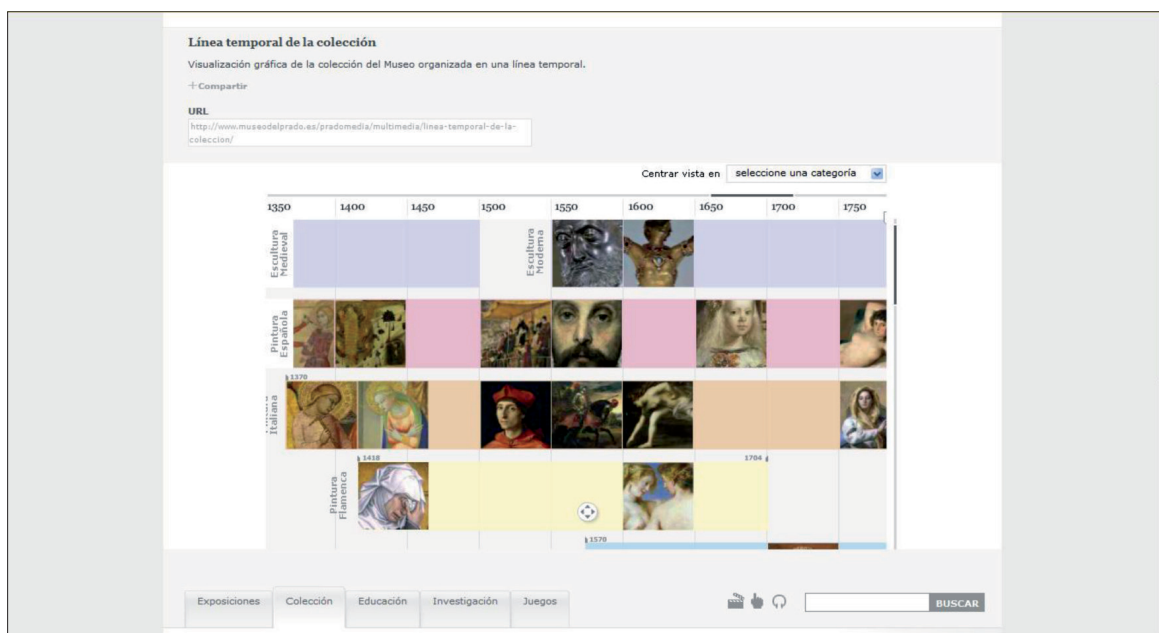 Línea temporal de la colección
Visualización gráfica de la colección del Museo organizada en una línea temporal.
+Compartir
URL
http://www.museodelprado.es/pradomedia/multimedia/linea-temporal-de-la-
coleccion/
Centrar vista en seleccione una categoría
1350 1400 1450 1500 1550 1600 1650 1700 1750
Escultura
Medieval
Escultura
Moderna
Pintura
Española
1370
Pintura
Italiana
1418 1704
Pintura
Flamenca
1570
Exposiciones Colección Educación Investigación Juegos BUSCAR